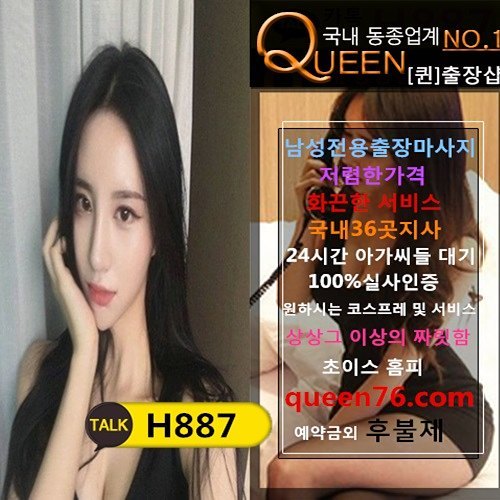 QUEEN
국내 동종업계 NO.1
[퀸]출장샵
남성전용출장마사지
저렴한가격
화끈한 서비스
국내36곳지사
24시간 아가씨들 대기
100%실사인증
원하시는 코스프레 및 서비스
상상그 이상의 짜릿함
초이스 홈피
queen76.com
예약금외 후불제
TALK H887